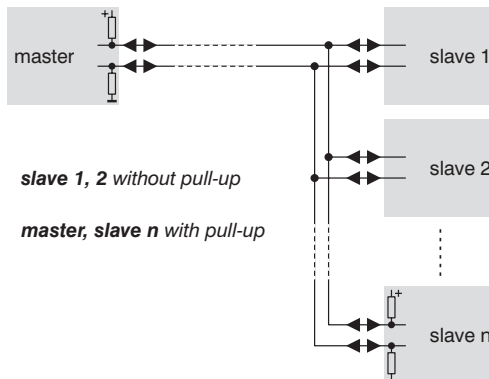 +
master
slave 1
slave 2
slave 1, 2 without pull-up
master, slave n with pull-up
+
slave n